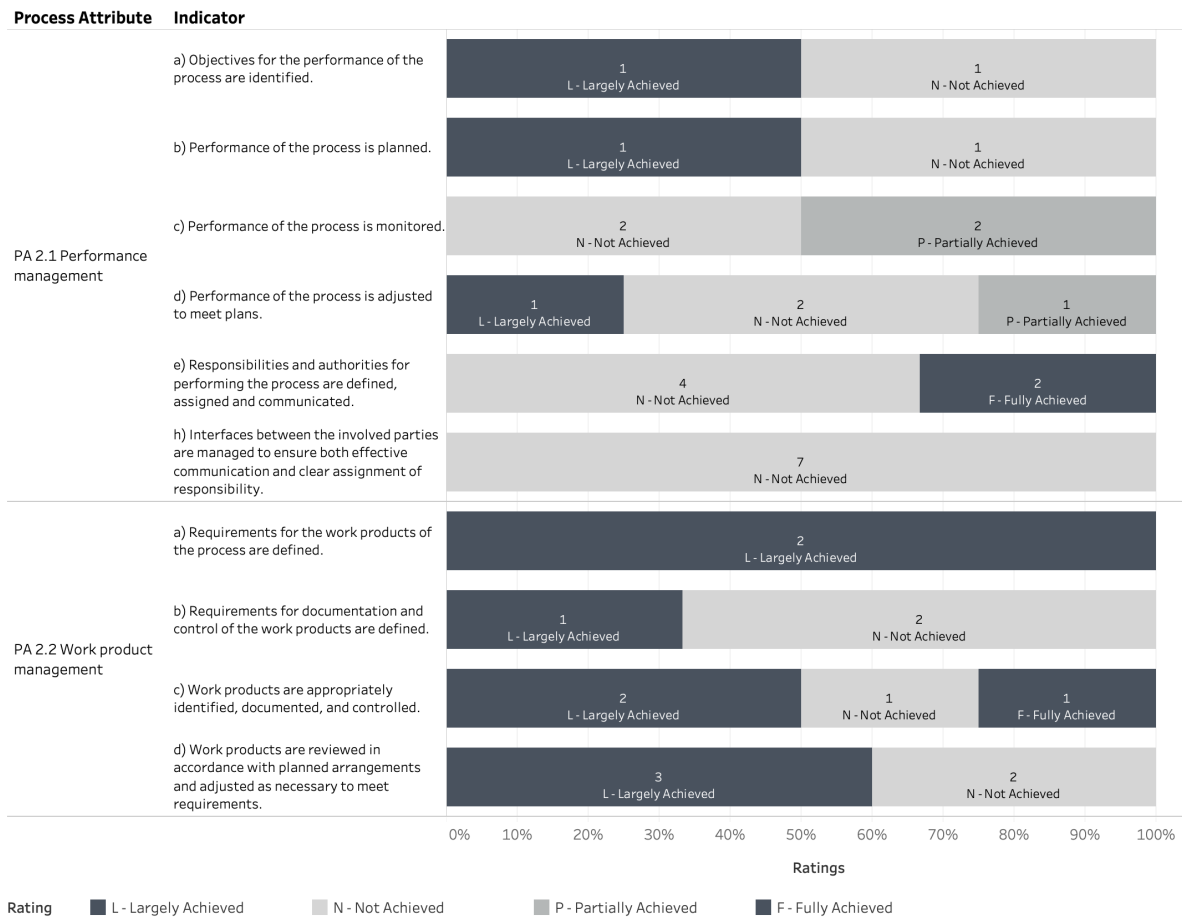 Process Attribute
Indicator
a) Objectives for the performance of the
process are identified.
1
L - Largely Achieved
1
N - Not Achieved
b) Performance of the process is planned.
1
L - Largely Achieved
1
N - Not Achieved
c) Performance of the process is monitored.
2
N - Not Achieved
2
P - Partially Achieved
PA 2.1 Performance
management
d) Performance of the process is adjusted
to meet plans.
1
L - Largely Achieved
2
N - Not Achieved
1
P - Partially Achieved
e) Responsibilities and authorities for
performing the process are defined,
assigned and communicated.
4
N - Not Achieved
2
F - Fully Achieved
h) Interfaces between the involved parties
are managed to ensure both effective
communication and clear assignment of
responsibility.
7
N - Not Achieved
a) Requirements for the work products of
the process are defined.
2
L - Largely Achieved
b) Requirements for documentation and
control of the work products are defined.
1
L - Largely Achieved
2
N - Not Achieved
PA 2.2 Work product
management
c) Work products are appropriately
identified, documented, and controlled.
2
L - Largely Achieved
1
N - Not Achieved
1
F - Fully Achieved
d) Work products are reviewed in
accordance with planned arrangements
and adjusted as necessary to meet
requirements.
3
L - Largely Achieved
2
N - Not Achieved
0% 10% 20% 30% 40% 50% 60% 70% 80% 90% 100%
Ratings
Rating
L - Largely Achieved
N - Not Achieved
P - Partially Achieved
F - Fully Achieved